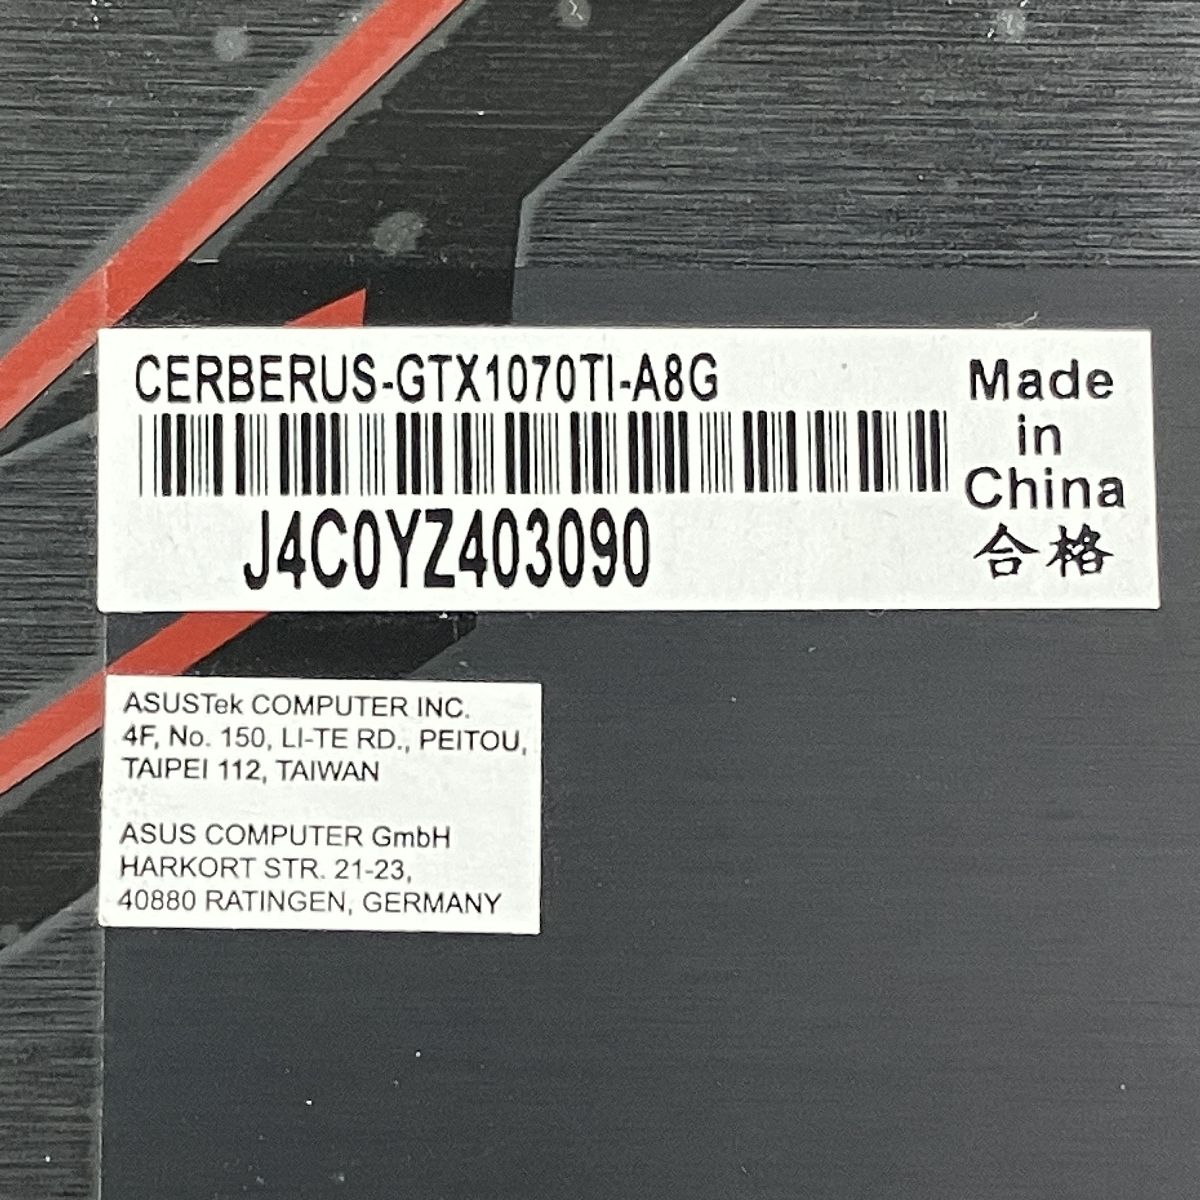 CERBERUS-GTX1070TI-A8G
J4C0YZ403090
Made
in
China
合格
ASUSTek COMPUTER INC.
4F, No. 150, LI-TE RD., PEITOU,
TAIPEI 112, TAIWAN
ASUS COMPUTER GmbH
HARKORT STR. 21-23,
40880 RATINGEN, GERMANY